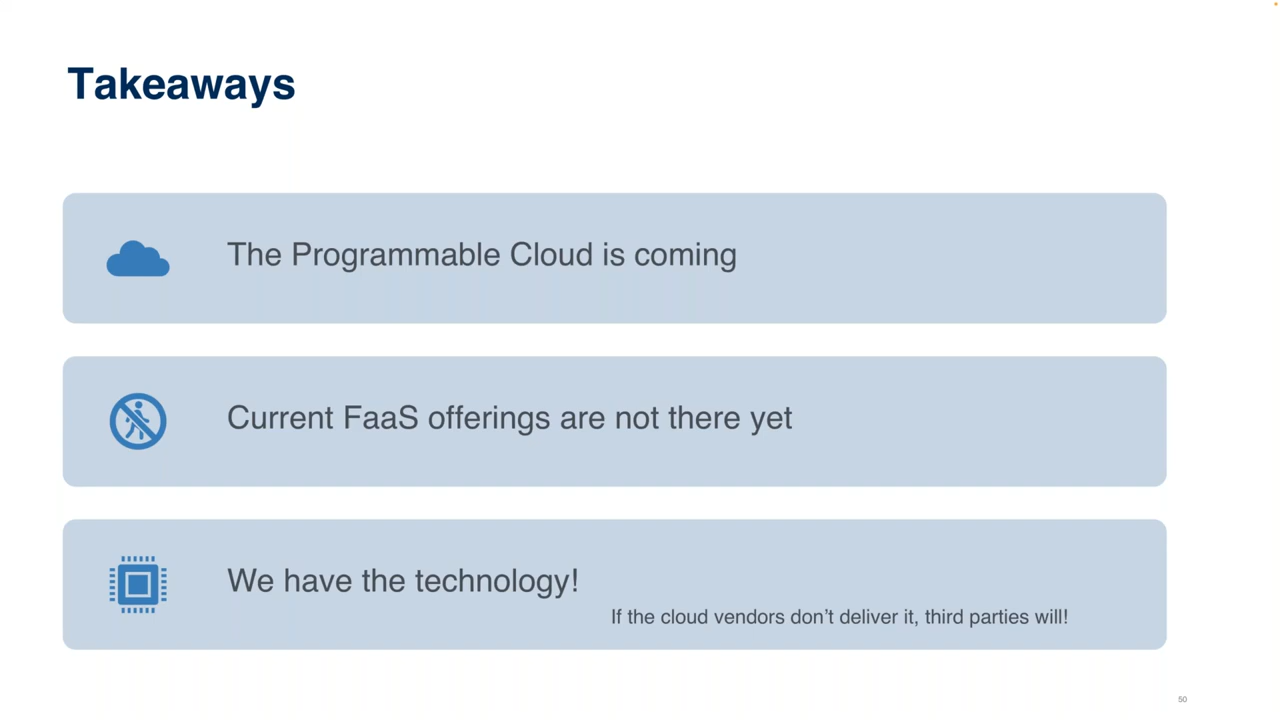 Takeaways
The Programmable Cloud is coming
Current FaaS offerings are not there yet
We have the technology!
If the cloud vendors don’t deliver it, third parties will!
50